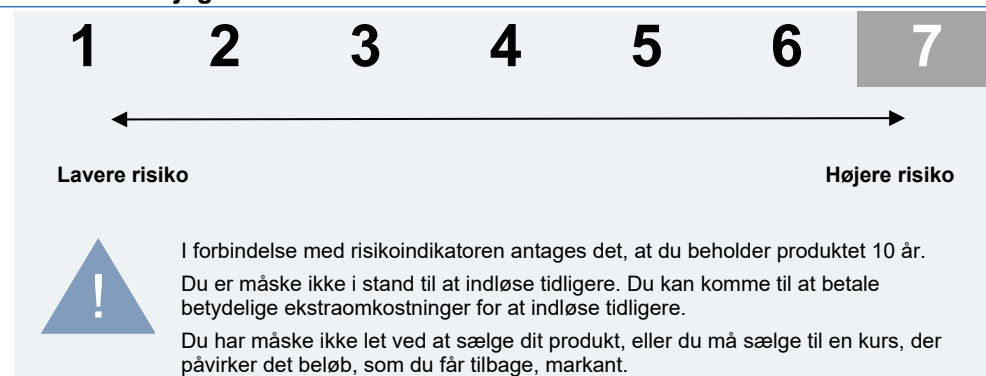 1 2 3 4 5 6 7
Lavere risiko Højere risiko
!
I forbindelse med risikoindikatoren antages det, at du beholder produktet 10 år.
Du er måske ikke i stand til at indløse tidligere. Du kan komme til at betale
betydelige ekstraomkostninger for at indløse tidligere.
Du har måske ikke let ved at sælge dit produkt, eller du må sælge til en kurs, der
påvirker det beløb, som du får tilbage, markant.